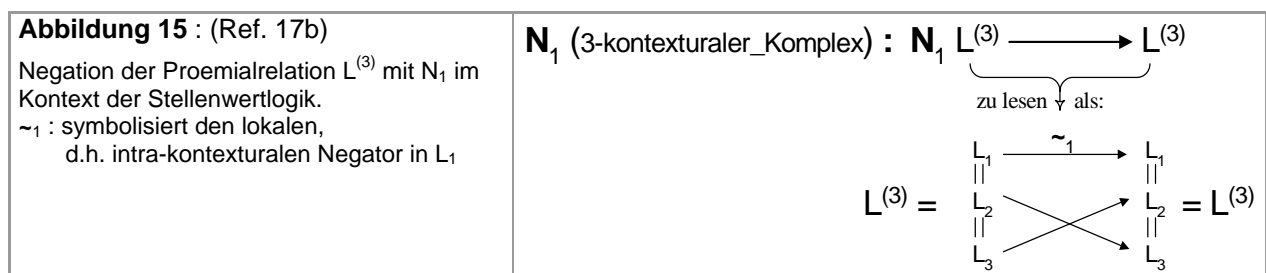 Abbildung 15 : (Ref. 17b)
Negation der Proemialrelation L⁽³⁾ mit N₁ im
Kontext der Stellenwertlogik.
~₁ : symbolisiert den lokalen,
d.h. intra-kontexturalen Negator in L₁
N₁ (3-kontexturaler_Komplex) : N₁ L⁽³⁾ ⟶ L⁽³⁾
zu lesen als:
~₁
L₁ L₁
|| ||
L⁽³⁾ = L₂ L₂ = L⁽³⁾
|| ||
L₃ L₃